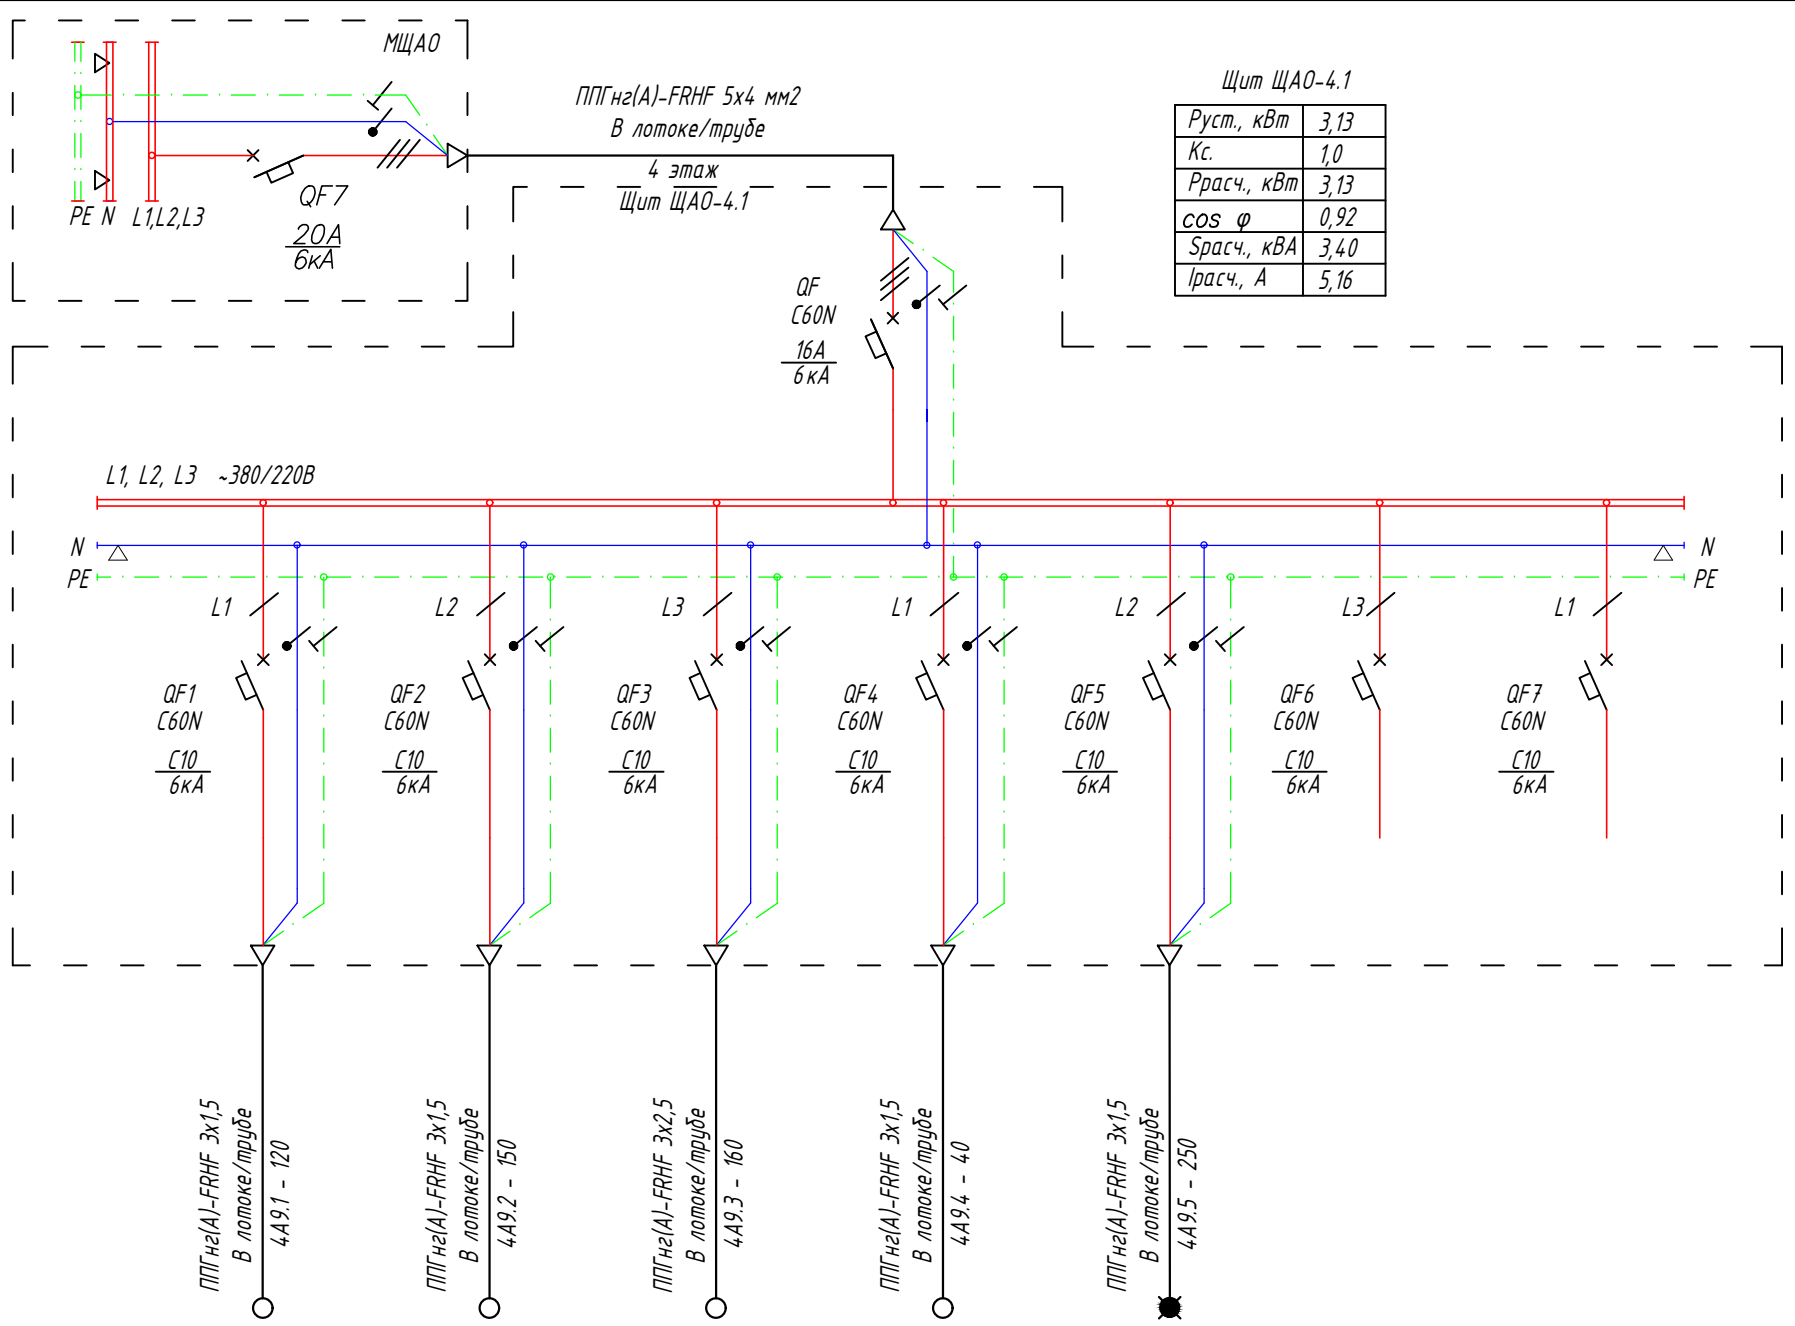 МЩАО
PE N L1,L2,L3
QF7
20А
6кА
ППГнг(А)-FRHF 5х4 мм2
В лотоке/трубе
4 этаж
Щит ЩАО-4.1
Щит ЩАО-4.1
Руст., кВт 3,13
Кс. 1,0
Ррасч., кВт 3,13
cos φ 0,92
Sрасч., кВА 3,40
Iрасч., А 5,16
QF
C60N
16А
6кА
L1, L2, L3 ~380/220В
N
N
PE
PE
L1
L2
L3
L1
L2
L3
L1
QF1
C60N
C10
6кА
QF2
C60N
C10
6кА
QF3
C60N
C10
6кА
QF4
C60N
C10
6кА
QF5
C60N
C10
6кА
QF6
C60N
C10
6кА
QF7
C60N
C10
6кА
ППГнг(А)-FRHF 3х1,5
В лотоке/трубе
4А9.1 - 120
ППГнг(А)-FRHF 3х1,5
В лотоке/трубе
4А9.2 - 150
ППГнг(А)-FRHF 3х2,5
В лотоке/трубе
4А9.3 - 160
ППГнг(А)-FRHF 3х1,5
В лотоке/трубе
4А9.4 - 40
ППГнг(А)-FRHF 3х1,5
В лотоке/трубе
4А9.5 - 250